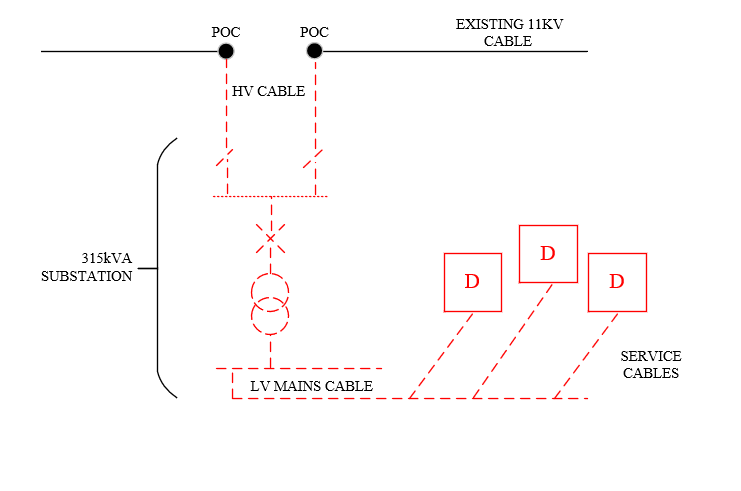 POC
POC
EXISTING 11KV
CABLE
HV CABLE
315kVA
SUBSTATION
D
D
D
SERVICE
CABLES
LV MAINS CABLE